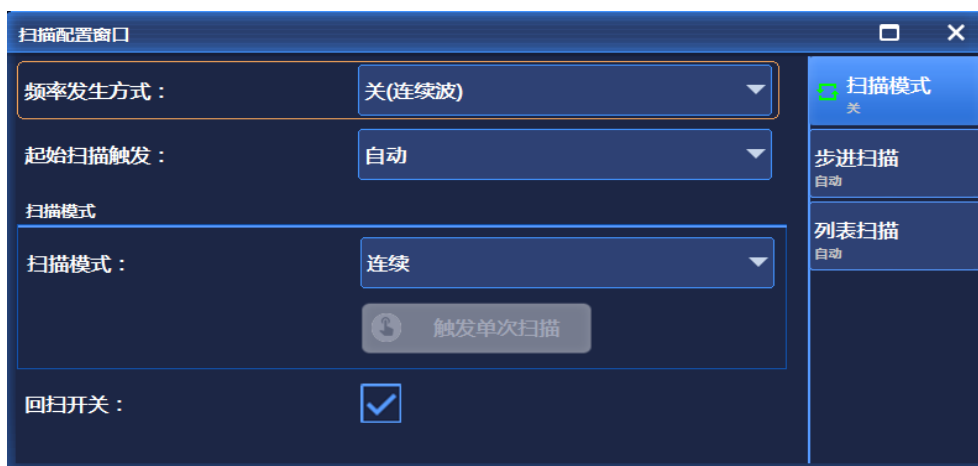 扫描配置窗口
频率发生方式：
关(连续波)
起始扫描触发：
自动
扫描模式
扫描模式：
连续
触发单次扫描
回扫开关：
扫描模式
关
步进扫描
自动
列表扫描
自动